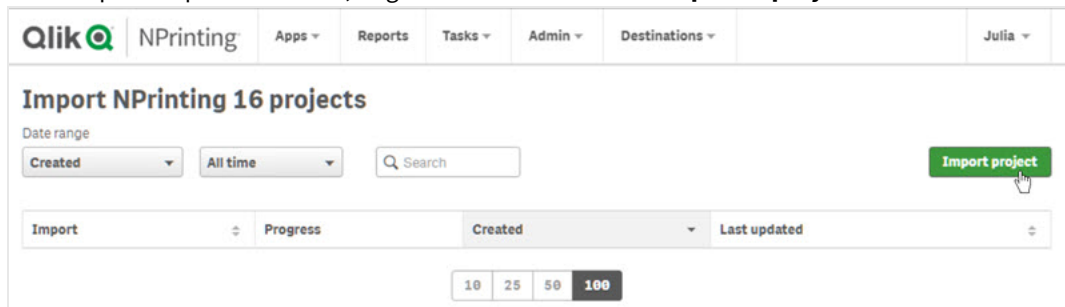 Qlik NPrinting Apps Reports Tasks Admin Destinations Julia
Import NPrinting 16 projects
Date range
Created All time Search Import project
Import Progress Created Last updated
10 25 50 100